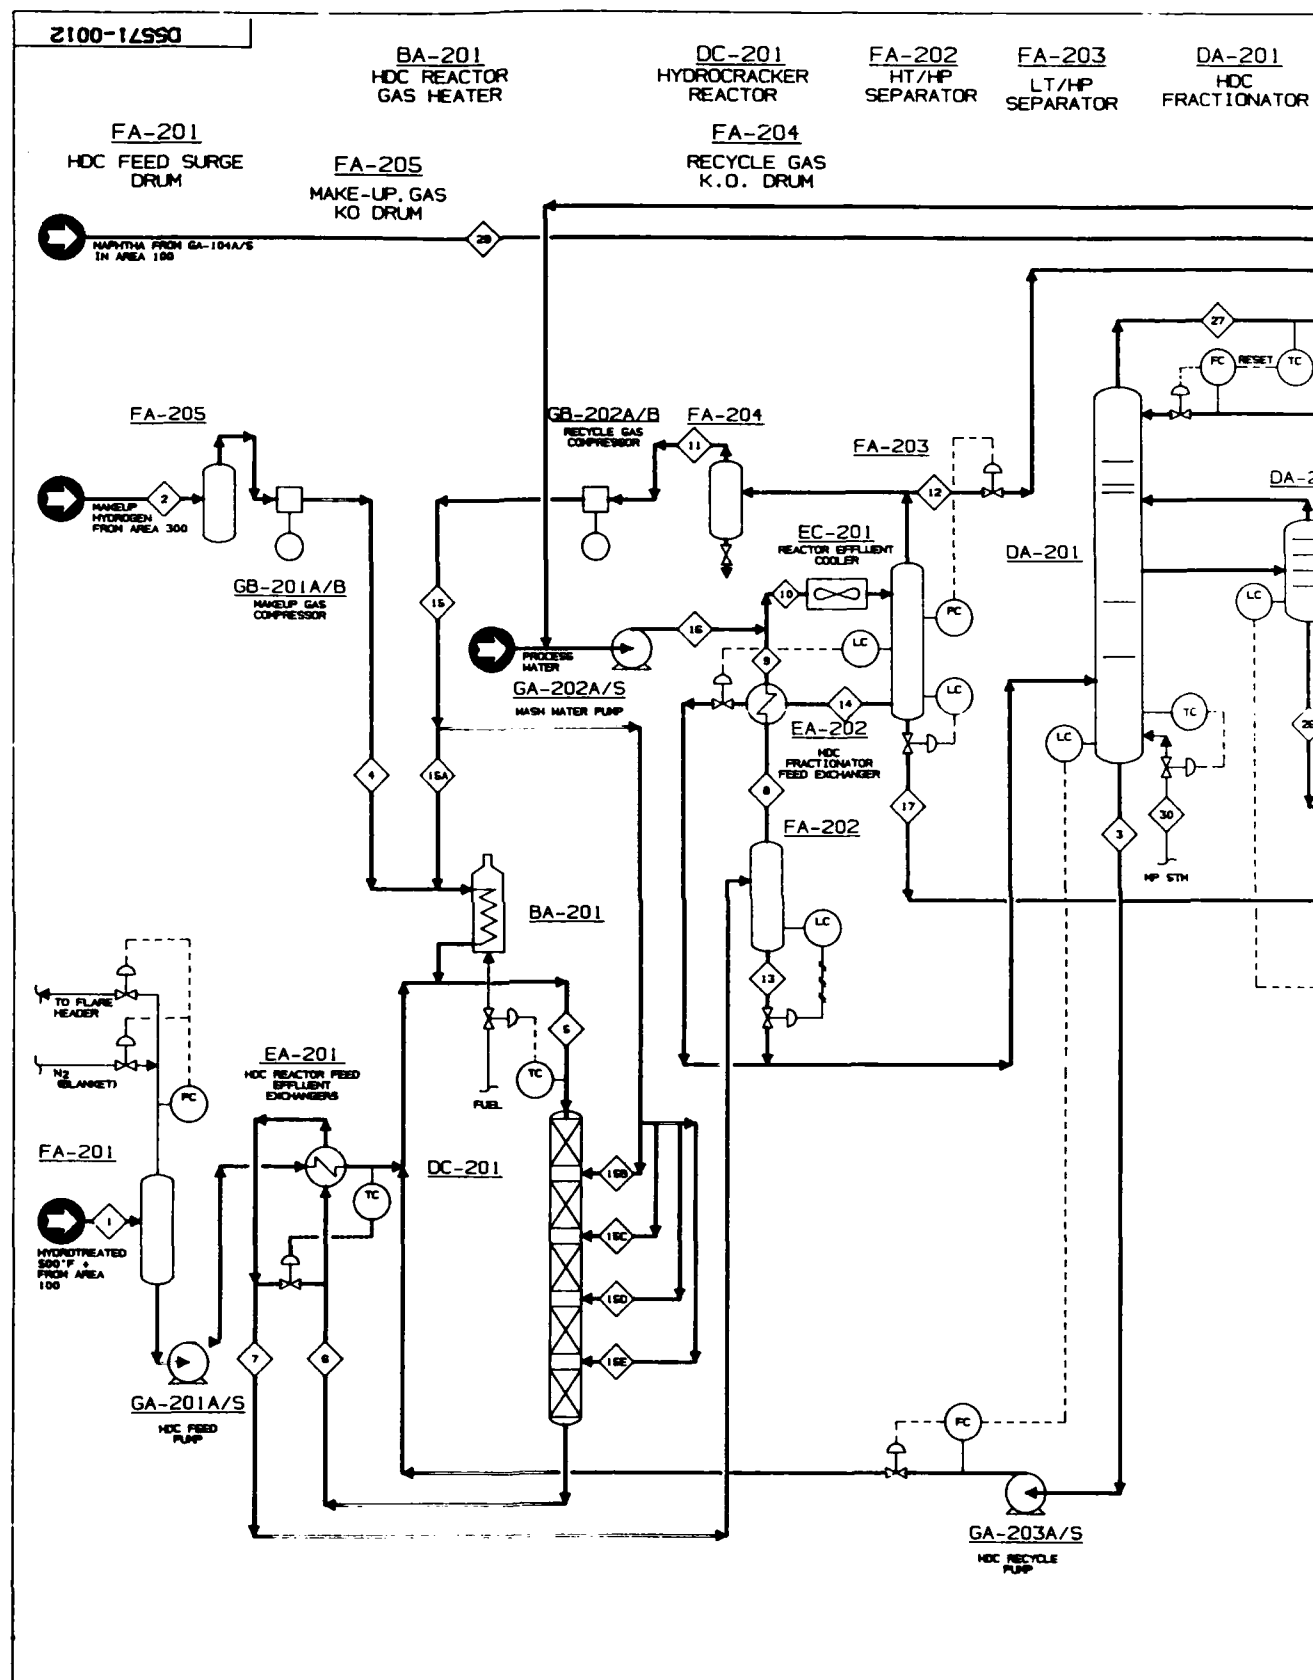 DSS71-0012
BA-201
HDC REACTOR
GAS HEATER
DC-201
HYDROCRACKER
REACTOR
FA-202
HT/HP
SEPARATOR
FA-203
LT/HP
SEPARATOR
DA-201
HDC
FRACTIONATOR
FA-201
HDC FEED SURGE
DRUM
FA-205
MAKE-UP.GAS
KO DRUM
FA-204
RECYCLE GAS
K.O. DRUM
NAPHTHA FROM GA-104A/S
IN AREA 100
27
FC
RESET
TC
FA-205
GB-202A/B
RECYCLE GAS
COMPRESSOR
FA-204
11
FA-203
2
MAKEUP
HYDROGEN
FROM AREA 300
12
DA-2
EC-201
REACTOR EFFLUENT
COOLER
DA-201
GB-201A/B
MAKEUP GAS
COMPRESSOR
15
10
PC
LC
16
PROCESS
WATER
LC
9
GA-202A/S
WASH WATER PUMP
14
LC
TC
EA-202
HDC
FRACTIONATOR
FEED EXCHANGER
LC
4
15A
8
17
FA-202
3
30
HP STM
BA-201
LC
13
TO FLARE
HEADER
5
EA-201
HDC REACTOR FEED
EFFLUENT
EXCHANGERS
N2
(BLANKET)
TC
PC
FUEL
FA-201
DC-201
15B
TC
1
HYDROTREATED
500°F +
FROM AREA
100
15C
15D
7
6
15E
GA-201A/S
HDC FEED
PUMP
FC
GA-203A/S
HDC RECYCLE
PUMP